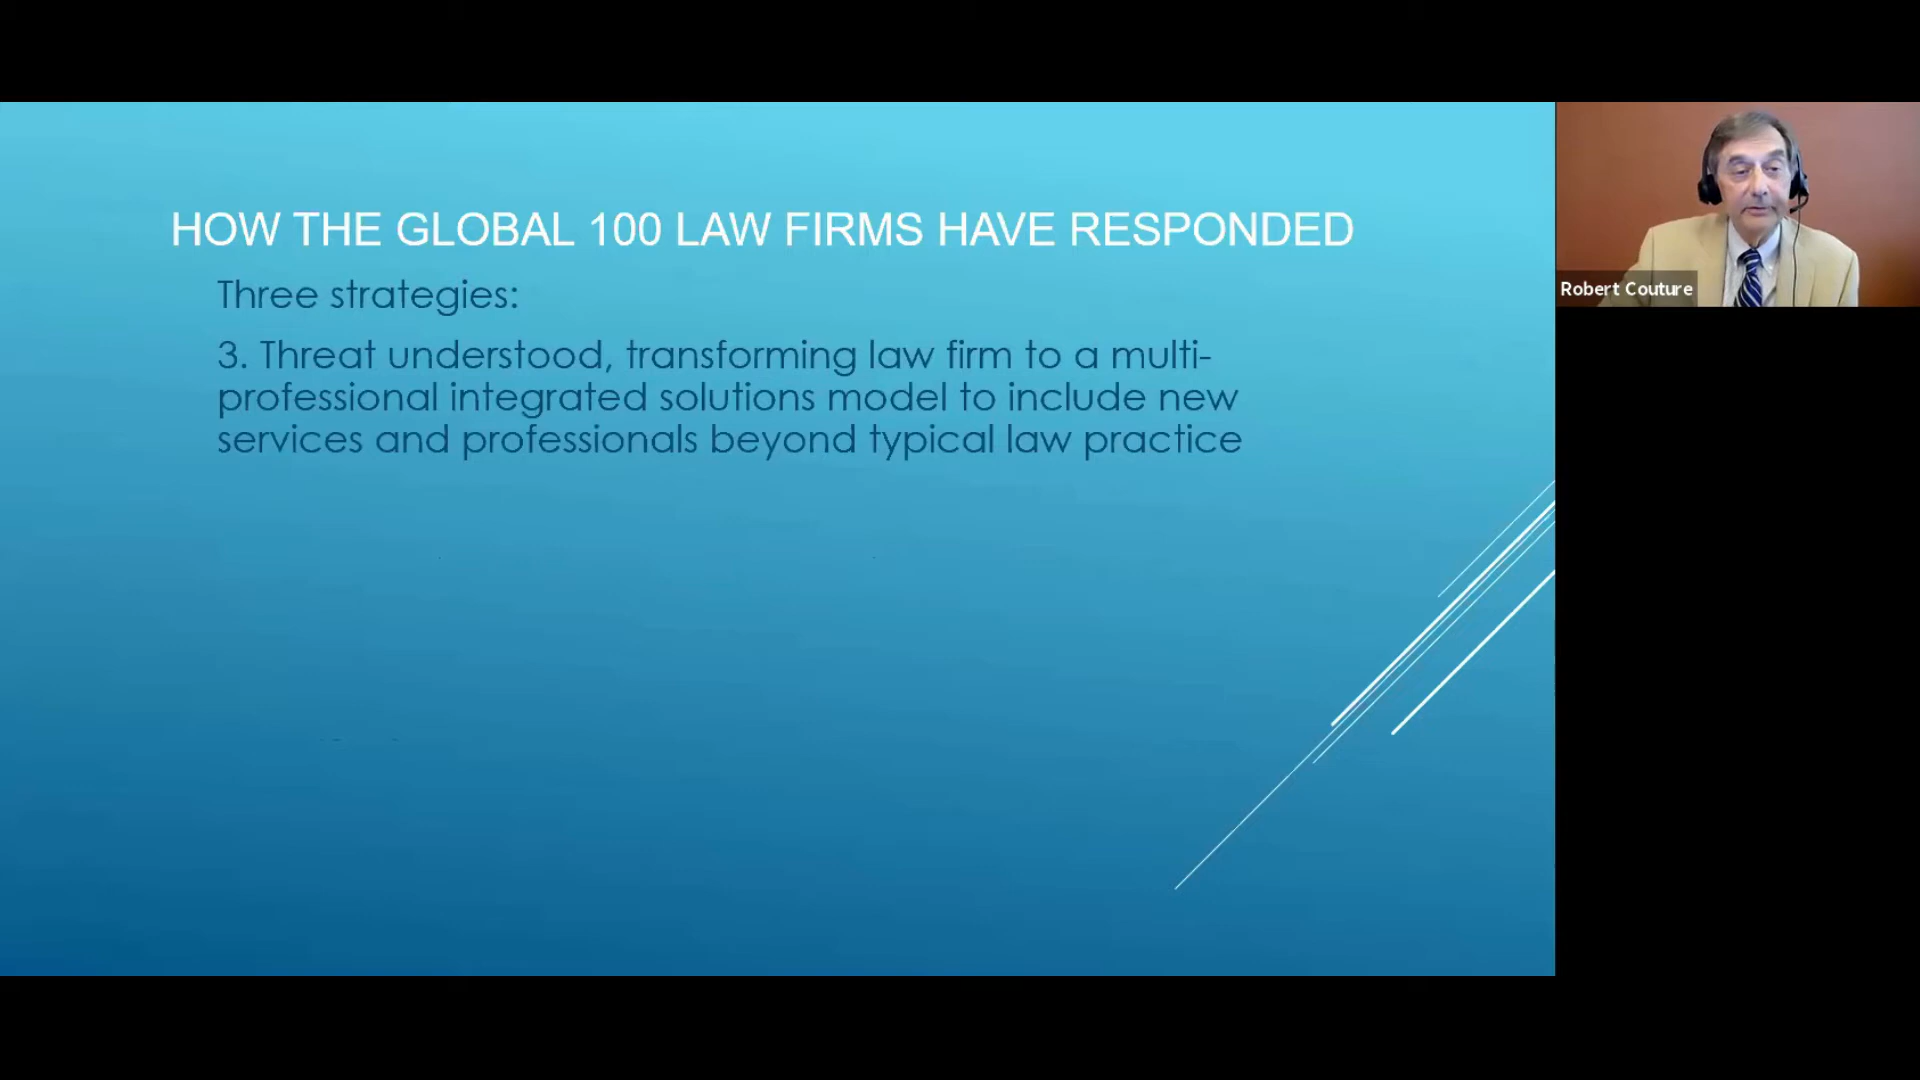 HOW THE GLOBAL 100 LAW FIRMS HAVE RESPONDED
Three strategies:
3. Threat understood, transforming law firm to a multi-
professional integrated solutions model to include new
services and professionals beyond typical law practice
Robert Couture